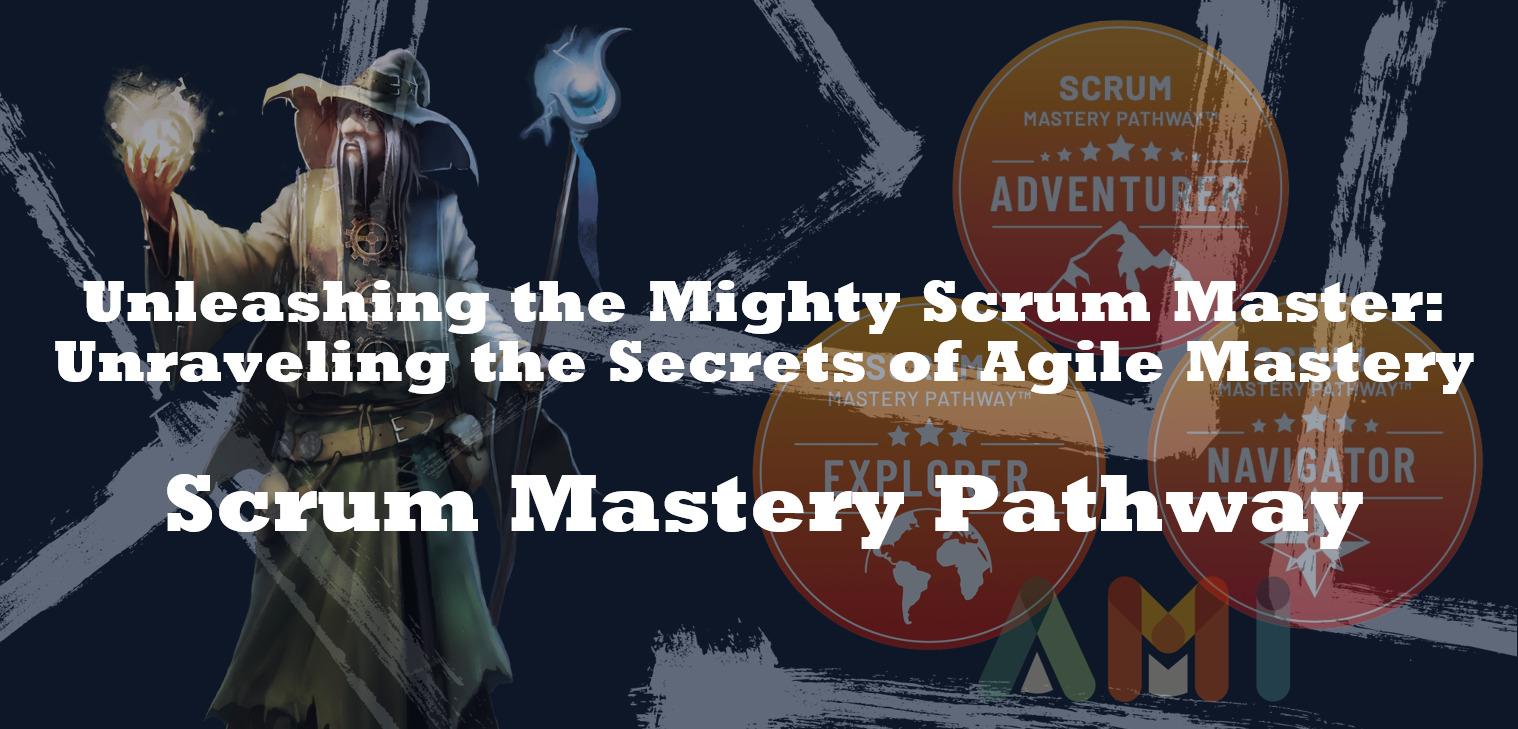 SCRUM
MASTERY PATHWAY™
ADVENTURER
Unleashing the Mighty Scrum Master:
Unraveling the Secrets of Agile Mastery
SCRUM
MASTERY PATHWAY™
EXPLORER
MASTERY PATHWAY™
NAVIGATOR
Scrum Mastery Pathway
AMI